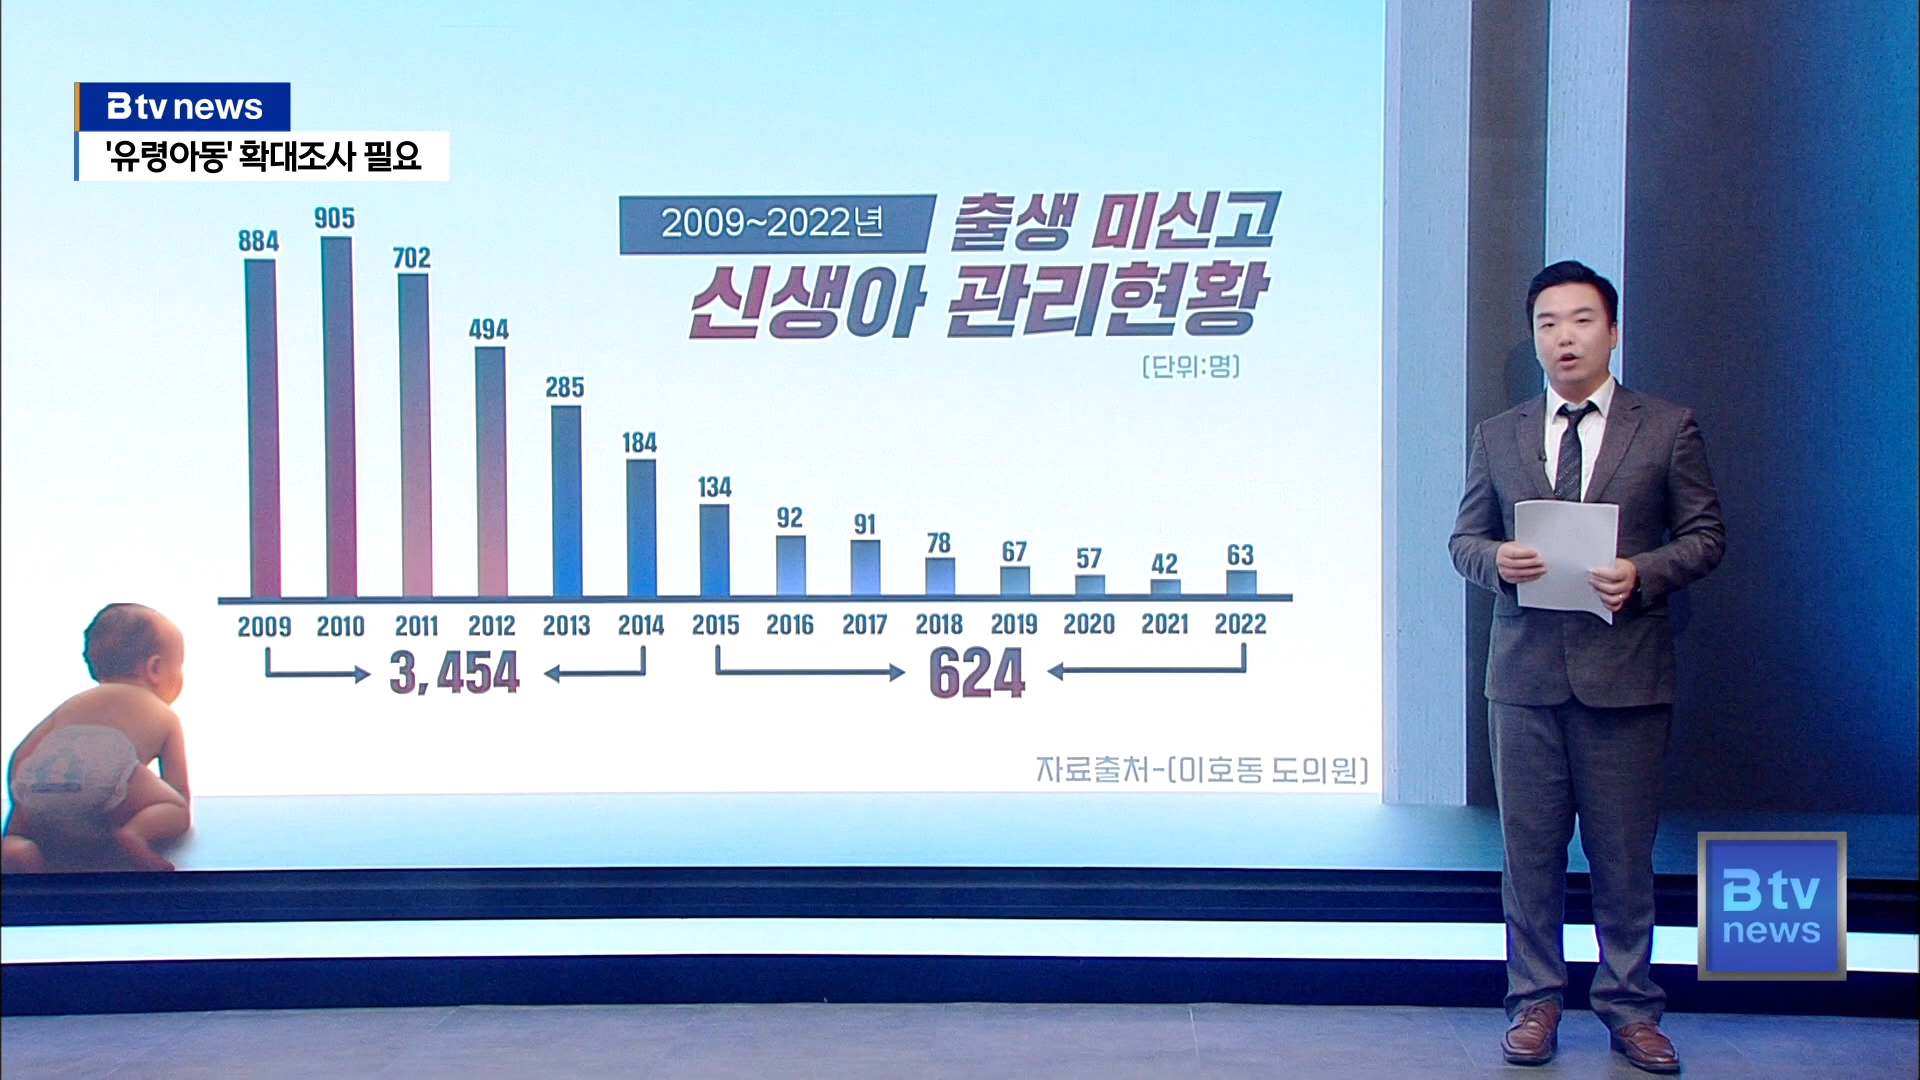 B tv news
'유령아동' 확대조사 필요
2009~2022년 출생 미신고
신생아 관리현황
(단위:명)
884
905
702
494
285
184
134
92
91
78
67
57
42
63
2009 2010 2011 2012 2013 2014 2015 2016 2017 2018 2019 2020 2021 2022
3,454
624
자료출처-(이호동 도의원)
B tv
news